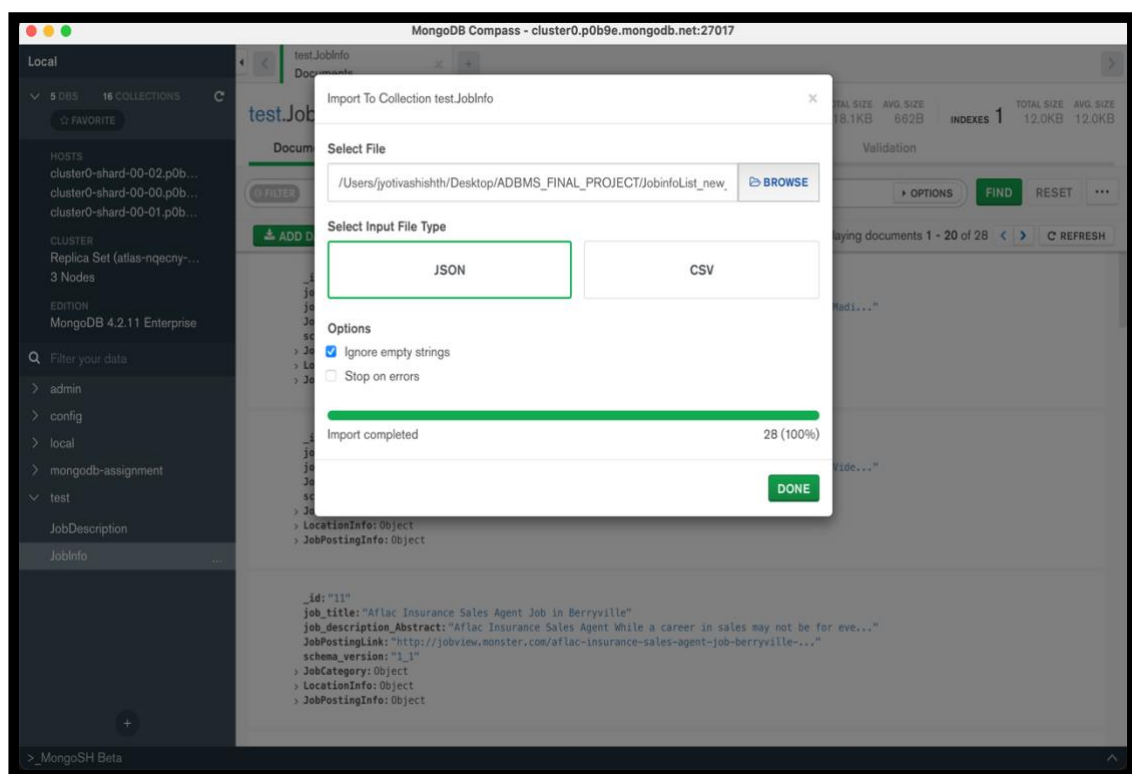 MongoDB Compass - cluster0.p0b9e.mongodb.net:27017
Local
5 DBS 16 COLLECTIONS
FAVORITE
HOSTS
cluster0-shard-00-02.p0b...
cluster0-shard-00-00.p0b...
cluster0-shard-00-01.p0b...
CLUSTER
Replica Set (atlas-nqecny-...
3 Nodes
EDITION
MongoDB 4.2.11 Enterprise
Filter your data
admin
config
local
mongodb-assignment
test
JobDescription
JobInfo
...
>_MongoSH Beta
test.JobInfo
Documents
test.Job
TOTAL SIZE AVG. SIZE
18.1KB 662B
INDEXES 1
TOTAL SIZE AVG. SIZE
12.0KB 12.0KB
Docum
Validation
FILTER
OPTIONS
FIND
RESET
...
ADD D
laying documents 1 - 20 of 28
REFRESH
Import To Collection test.JobInfo
Select File
/Users/jyotivashishth/Desktop/ADBMS_FINAL_PROJECT/JobinfoList_new_
BROWSE
Select Input File Type
JSON
CSV
Options
Ignore empty strings
Stop on errors
Import completed
28 (100%)
DONE
Madi..."
Vide..."
> LocationInfo: Object
> JobPostingInfo: Object
_id: "11"
job_title: "Aflac Insurance Sales Agent Job in Berryville"
job_description_Abstract: "Aflac Insurance Sales Agent While a career in sales may not be for eve..."
JobPostingLink: "http://jobview.monster.com/aflac-insurance-sales-agent-job-berryville-..."
schema_version: "1_1"
> JobCategory: Object
> LocationInfo: Object
> JobPostingInfo: Object